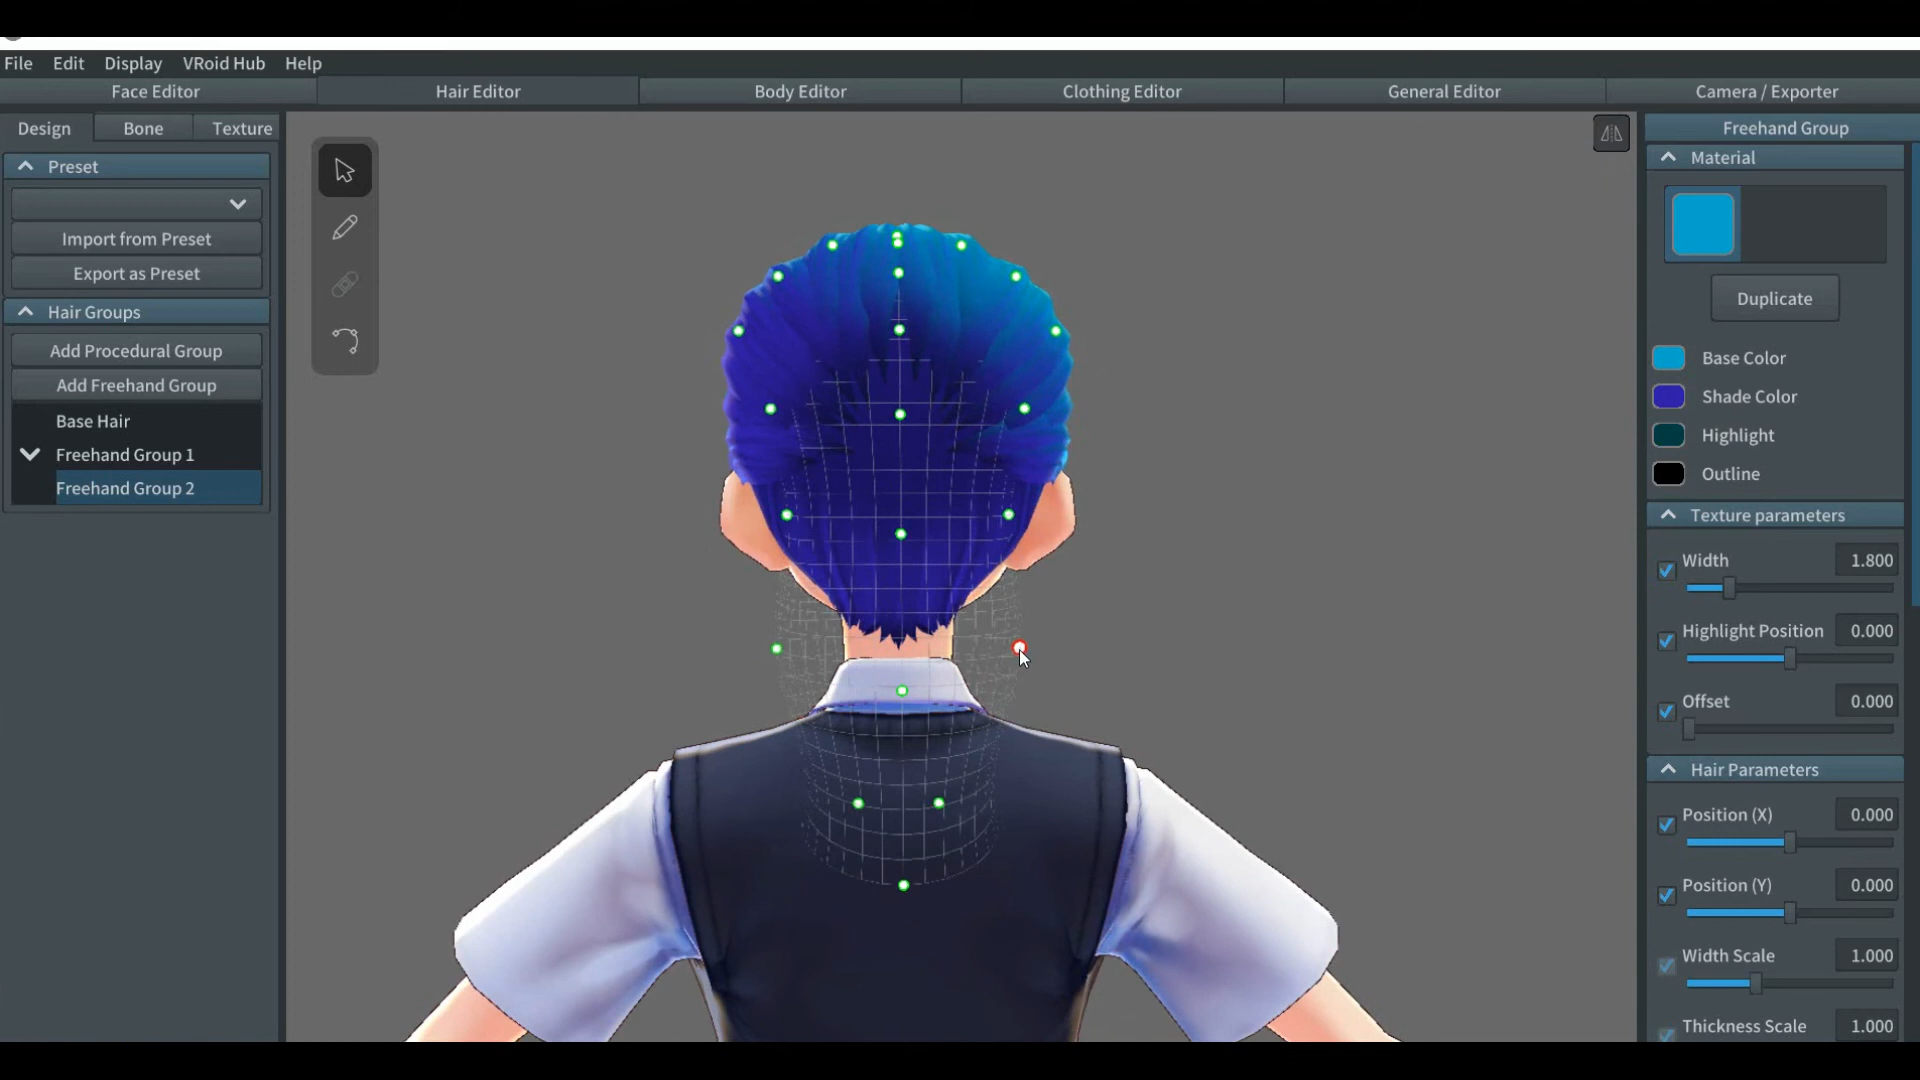 File Edit Display VRoid Hub Help
Face Editor Hair Editor Body Editor Clothing Editor General Editor Camera / Exporter
Design Bone Texture
Preset
Import from Preset
Export as Preset
Hair Groups
Add Procedural Group
Add Freehand Group
Base Hair
Freehand Group 1
Freehand Group 2
Freehand Group
Material
Duplicate
Base Color
Shade Color
Highlight
Outline
Texture parameters
Width 1.800
Highlight Position 0.000
Offset 0.000
Hair Parameters
Position (X) 0.000
Position (Y) 0.000
Width Scale 1.000
Thickness Scale 1.000